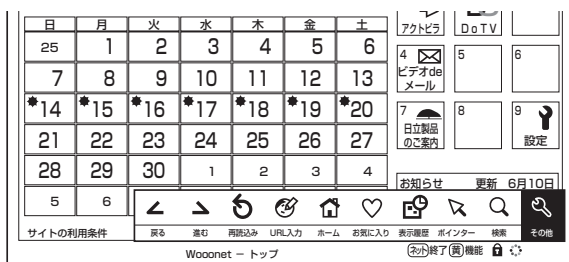 日 月 火 水 木 金 土
25 1 2 3 4 5 6
7 8 9 10 11 12 13
14 15 16 17 18 19 20
21 22 23 24 25 26 27
28 29 30 1 2 3 4
5 6
アクトビラ DoTV
4 ビデオde
メール
5
6
7 日立製品
のご案内
8
9 設定
お知らせ 更新 6月10日
サイトの利用条件
戻る 進む 再読込み URL入力 ホーム お気に入り 表示履歴 ポインター 検索 その他
Wooonet − トップ
ネット終了 黄機能